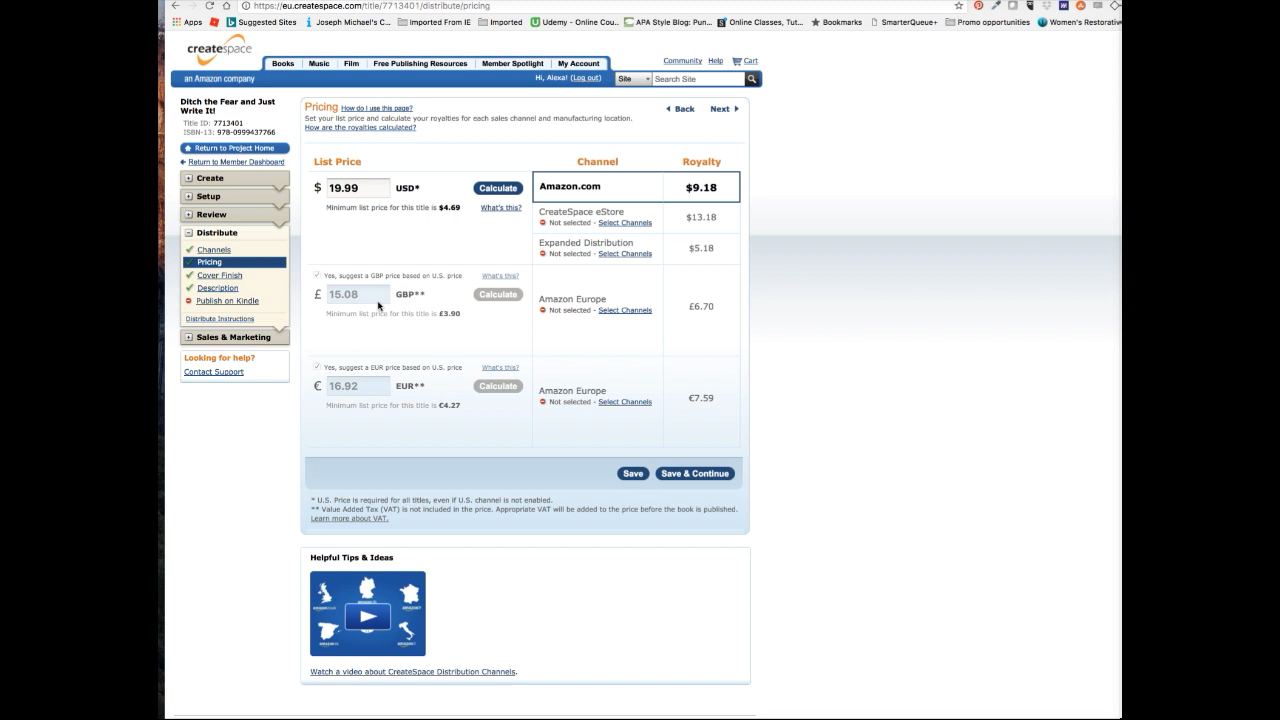 https://eu.createspace.com/title/7713401/distribute/pricing
Apps Suggested Sites Joseph Michael's C... Imported From IE Imported Udemy - Online Cou... APA Style Blog: Pun... Online Classes, Tut... Bookmarks SmarterQueue+ Promo opportunities Women's Restorativ
createspace
an Amazon company
Books Music Film Free Publishing Resources Member Spotlight My Account
Community Help Cart
Hi, Alexa! (Log out) Site Search Site
Ditch the Fear and Just
Write It!
Title ID: 7713401
ISBN-13: 978-0999437766
Return to Project Home
Return to Member Dashboard
Create
Setup
Review
Distribute
Channels
Pricing
Cover Finish
Description
Publish on Kindle
Distribute Instructions
Sales & Marketing
Looking for help?
Contact Support
Pricing How do I use this page?
Back Next
Set your list price and calculate your royalties for each sales channel and manufacturing location.
How are the royalties calculated?
List Price Channel Royalty
$ 19.99 USD* Calculate Amazon.com $9.18
Minimum list price for this title is $4.69 What's this?
CreateSpace eStore $13.18
Not selected - Select Channels
Expanded Distribution $5.18
Not selected - Select Channels
Yes, suggest a GBP price based on U.S. price What's this?
£ 15.08 GBP** Calculate
Minimum list price for this title is £3.90
Amazon Europe £6.70
Not selected - Select Channels
Yes, suggest a EUR price based on U.S. price What's this?
€ 16.92 EUR** Calculate
Minimum list price for this title is €4.27
Amazon Europe €7.59
Not selected - Select Channels
Save Save & Continue
* U.S. Price is required for all titles, even if U.S. channel is not enabled.
** Value Added Tax (VAT) is not included in the price. Appropriate VAT will be added to the price before the book is published.
Learn more about VAT.
Helpful Tips & Ideas
Watch a video about CreateSpace Distribution Channels.